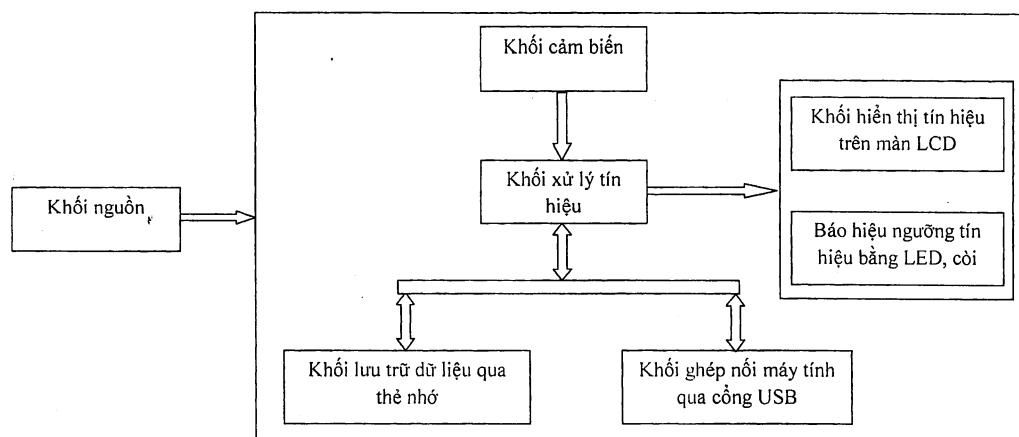 Khối cảm biến
Khối hiển thị tín hiệu
trên màn LCD
Khối xử lý tín
hiệu
Khối nguồn
Báo hiệu ngưỡng tín
hiệu bằng LED, còi
Khối lưu trữ dữ liệu qua
thẻ nhớ
Khối ghép nối máy tính
qua cổng USB